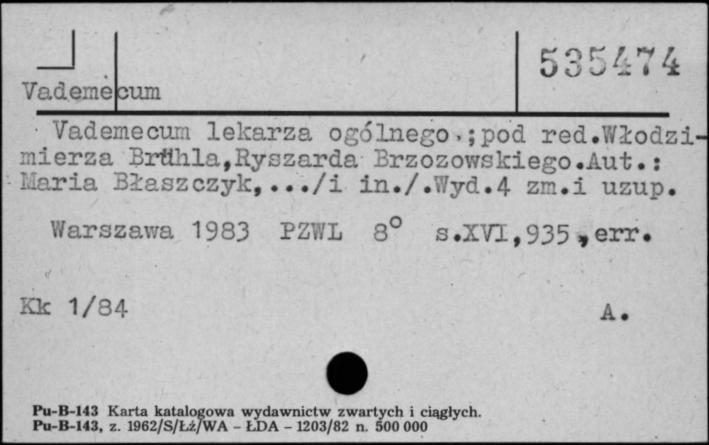 535474
Vademecum
Vademecum lekarza ogólnego.;pod red.Włodzi-
mierza Brühla,Ryszarda Brzozowskiego.Aut.:
Maria Błaszczyk,.../i in./.Wyd.4 zm.i uzup.
Warszawa 1983 PZWL 8° s.XVI,935,err.
Kk 1/84 A.
Pu-B-143 Karta katalogowa wydawnictw zwartych i ciągłych.
Pu-B-143, z. 1962/S/Łż/WA – ŁDA – 1203/82 n. 500 000